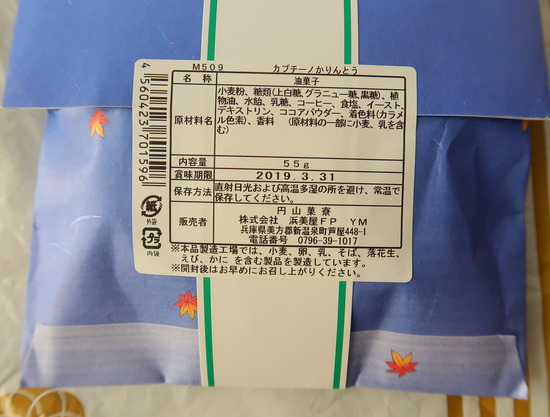 M509 カプチーノかりんとう
名称 油菓子
原材料名 小麦粉、糖類(上白糖、グラニュー糖、黒糖)、植
物油、水飴、乳糖、コーヒー、食塩、イースト、
デキストリン、ココアパウダー、着色料(カラメ
ル色素)、香料 (原材料の一部に小麦、乳を含
む)
内容量 55g
賞味期限 2019.3.31
保存方法 直射日光および高温多湿の所を避け、常温で
保存してください。
販売者 円山菓寮
株式会社 浜美屋FP YM
兵庫県美方郡新温泉町芦屋448-1
電話番号 0796-39-1017
※本品製造工場では、小麦、卵、乳、そば、落花生、
えび、かに を含む製品を製造しています。
※開封後はお早めにお召し上がりください。
4560423701596
紙
外袋
プラ
内袋